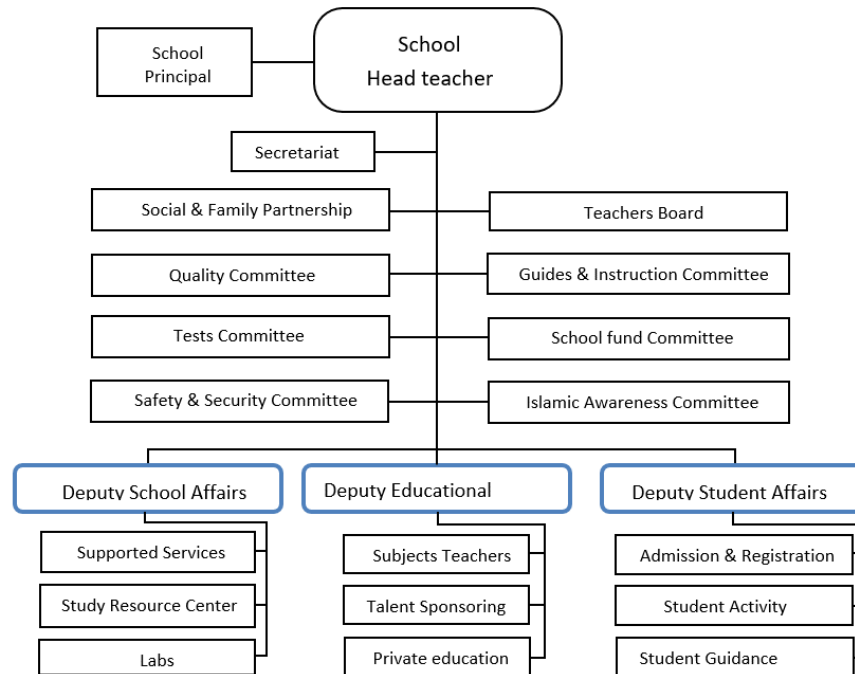 School
Head teacher
School
Principal
Secretariat
Social & Family Partnership
Teachers Board
Quality Committee
Guides & Instruction Committee
Tests Committee
School fund Committee
Safety & Security Committee
Islamic Awareness Committee
Deputy School Affairs
Deputy Educational
Deputy Student Affairs
Supported Services
Subjects Teachers
Admission & Registration
Study Resource Center
Talent Sponsoring
Student Activity
Labs
Private education
Student Guidance